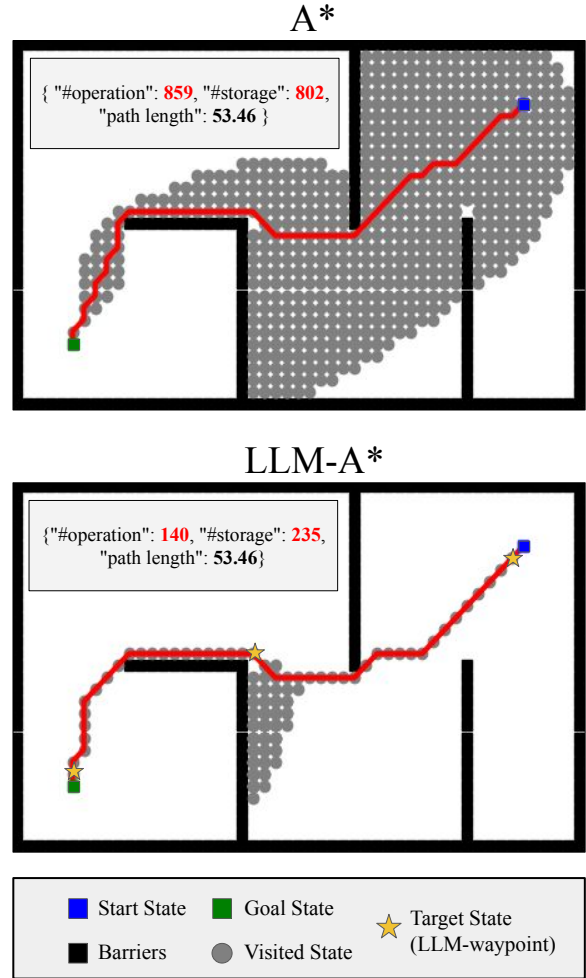 A*
{ "#operation": 859, "#storage": 802,
"path length": 53.46 }
LLM-A*
{"#operation": 140, "#storage": 235,
"path length": 53.46}
Start State
Goal State
Target State
(LLM-waypoint)
Barriers
Visited State